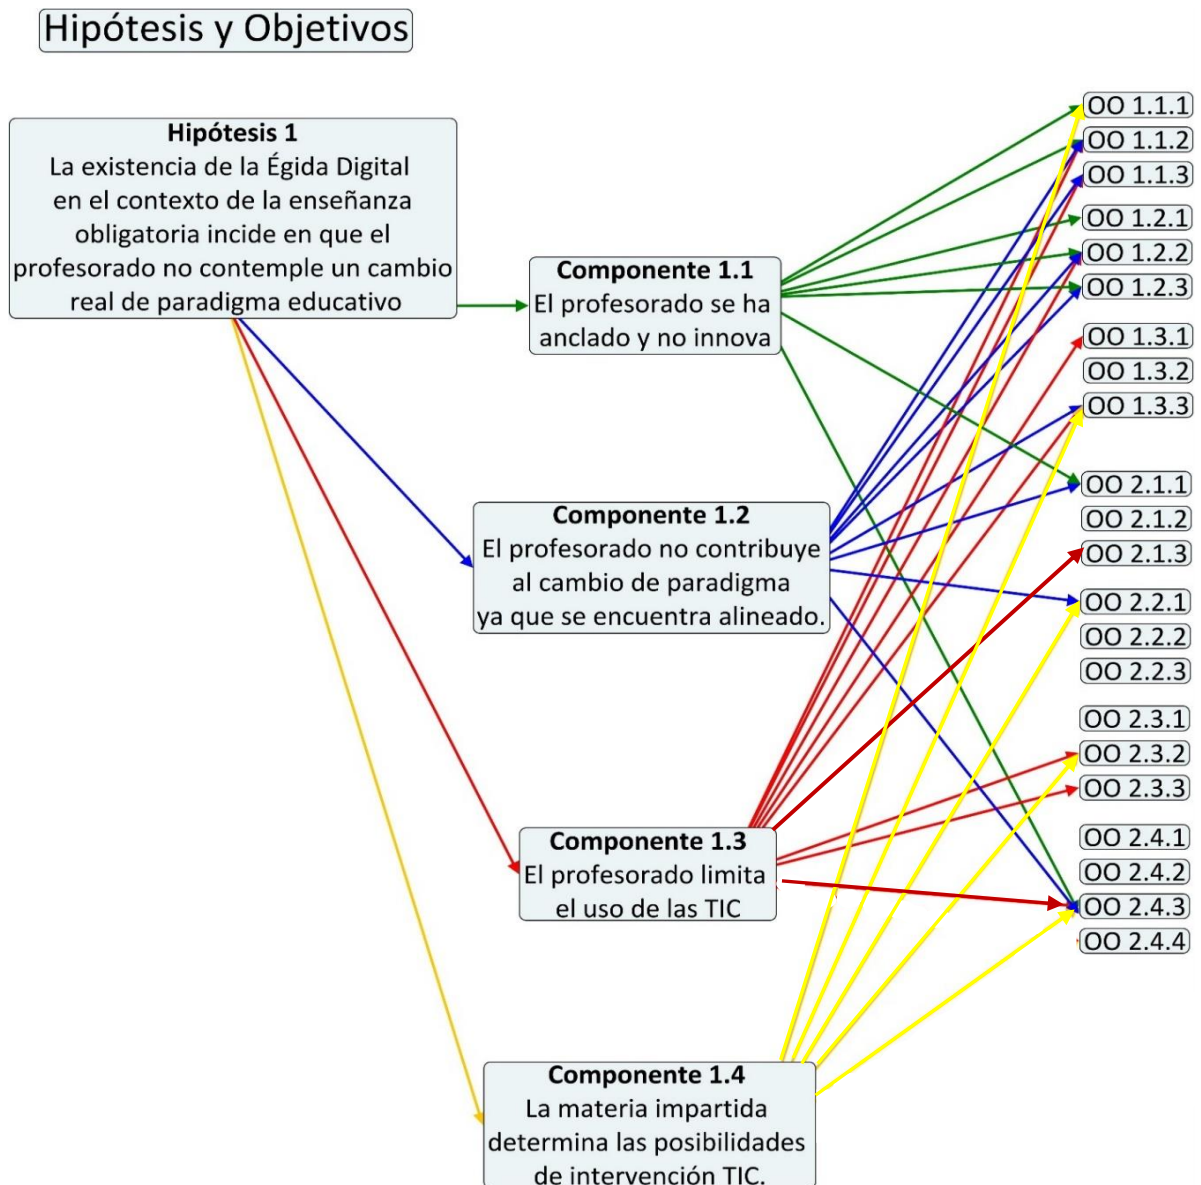 Hipótesis y Objetivos
Hipótesis 1
La existencia de la Égida Digital
en el contexto de la enseñanza
obligatoria incide en que el
profesorado no contemple un cambio
real de paradigma educativo
Componente 1.1
El profesorado se ha
anclado y no innova
Componente 1.2
El profesorado no contribuye
al cambio de paradigma
ya que se encuentra alineado.
Componente 1.3
El profesorado limita
el uso de las TIC
Componente 1.4
La materia impartida
determina las posibilidades
de intervención TIC.
OO 1.1.1
OO 1.1.2
OO 1.1.3
OO 1.2.1
OO 1.2.2
OO 1.2.3
OO 1.3.1
OO 1.3.2
OO 1.3.3
OO 2.1.1
OO 2.1.2
OO 2.1.3
OO 2.2.1
OO 2.2.2
OO 2.2.3
OO 2.3.1
OO 2.3.2
OO 2.3.3
OO 2.4.1
OO 2.4.2
OO 2.4.3
OO 2.4.4